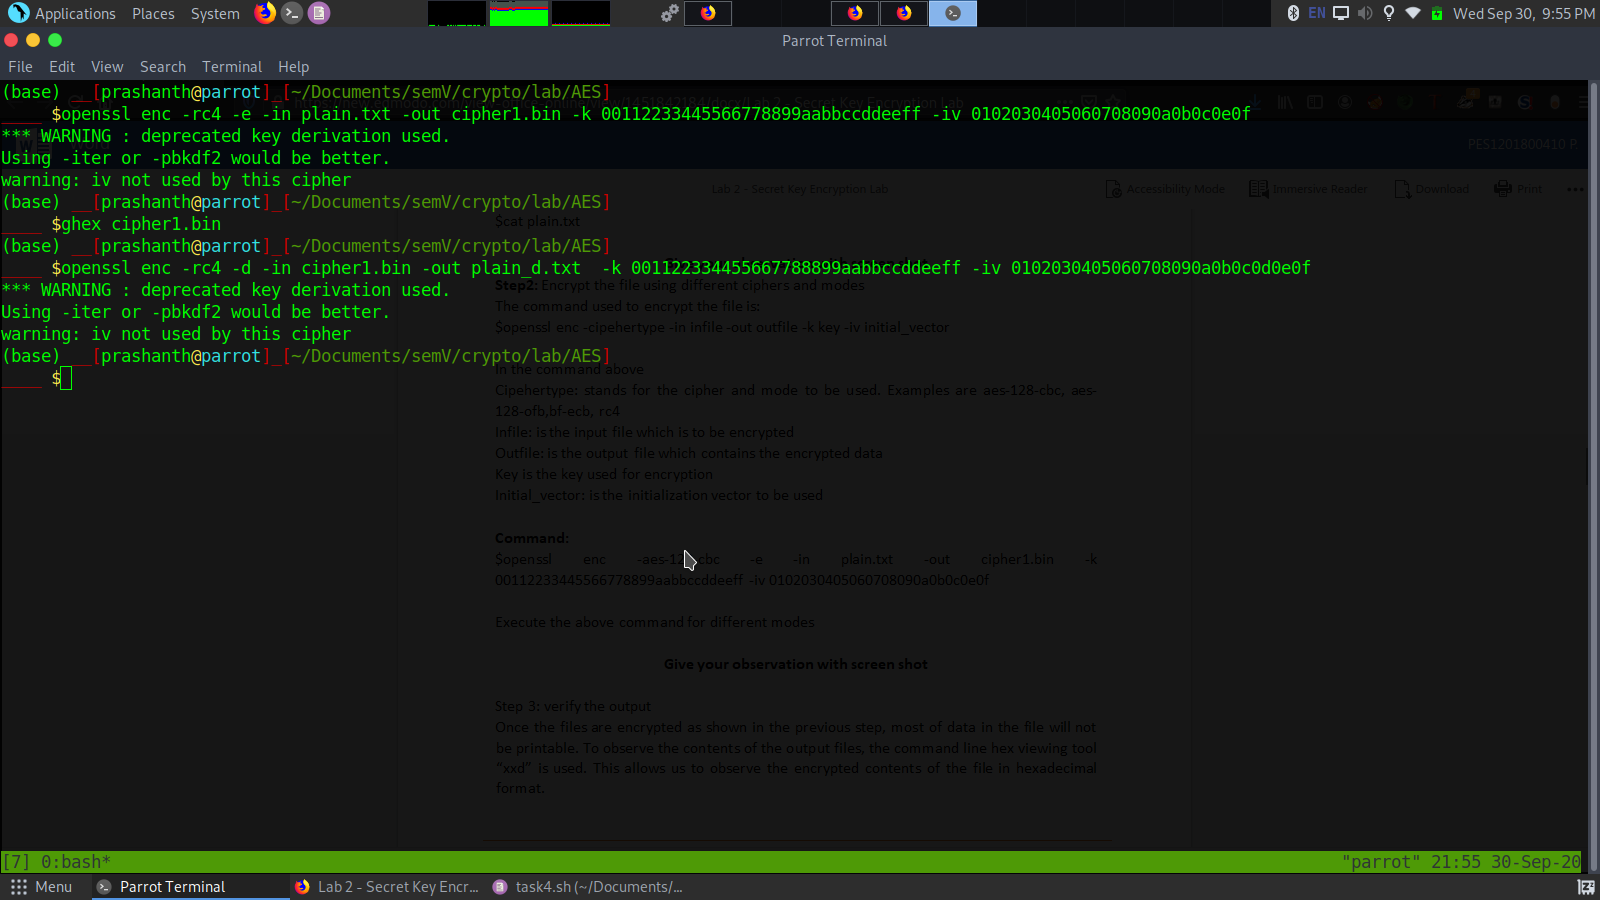 Applications Places System EN Wed Sep 30, 9:55 PM
Parrot Terminal
File Edit View Search Terminal Help
(base) __[prashanth@parrot]_[~/Documents/semV/crypto/lab/AES]
____ $openssl enc -rc4 -e -in plain.txt -out cipher1.bin -k 00112233445566778899aabbccddeeff -iv 0102030405060708090a0b0c0e0f
*** WARNING : deprecated key derivation used.
Using -iter or -pbkdf2 would be better.
PES1201800410 P.
warning: iv not used by this cipher
Lab 2 - Secret Key Encryption Lab Accessibility Mode Immersive Reader Download Print
(base) __[prashanth@parrot]_[~/Documents/semV/crypto/lab/AES]
$cat plain.txt
____ $ghex cipher1.bin
(base) __[prashanth@parrot]_[~/Documents/semV/crypto/lab/AES]
____ $openssl enc -rc4 -d -in cipher1.bin -out plain_d.txt  -k 00112233445566778899aabbccddeeff -iv 0102030405060708090a0b0c0d0e0f
*** WARNING : deprecated key derivation used.
Step2: Encrypt the file using different ciphers and modes
Using -iter or -pbkdf2 would be better.
The command used to encrypt the file is:
warning: iv not used by this cipher
$openssl enc -cipehertype -in infile -out outfile -k key -iv initial_vector
(base) __[prashanth@parrot]_[~/Documents/semV/crypto/lab/AES]
____ $
In the command above
Cipehertype: stands for the cipher and mode to be used. Examples are aes-128-cbc, aes-
128-ofb,bf-ecb, rc4
Infile: is the input file which is to be encrypted
Outfile: is the output file which contains the encrypted data
Key is the key used for encryption
Initial_vector: is the initialization vector to be used
Command:
$openssl enc -aes-128-cbc -e -in plain.txt -out cipher1.bin -k
00112233445566778899aabbccddeeff -iv 0102030405060708090a0b0c0e0f
Execute the above command for different modes
Give your observation with screen shot
Step 3: verify the output
Once the files are encrypted as shown in the previous step, most of data in the file will not
be printable. To observe the contents of the output files, the command line hex viewing tool
“xxd” is used. This allows us to observe the encrypted contents of the file in hexadecimal
format.
[7] 0:bash* "parrot" 21:55 30-Sep-20
Menu Parrot Terminal Lab 2 - Secret Key Encr... task4.sh (~/Documents/...